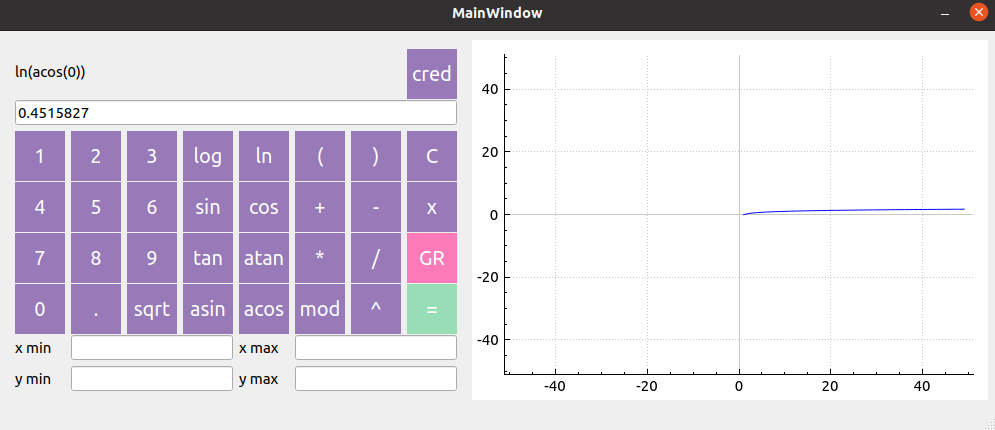 MainWindow
ln(acos(0))
cred
0.4515827
1 2 3 log ln ( ) C
4 5 6 sin cos + - x
7 8 9 tan atan * / GR
0 . sqrt asin acos mod ^ =
x min x max
y min y max
40
20
0
-20
-40
-40 -20 0 20 40